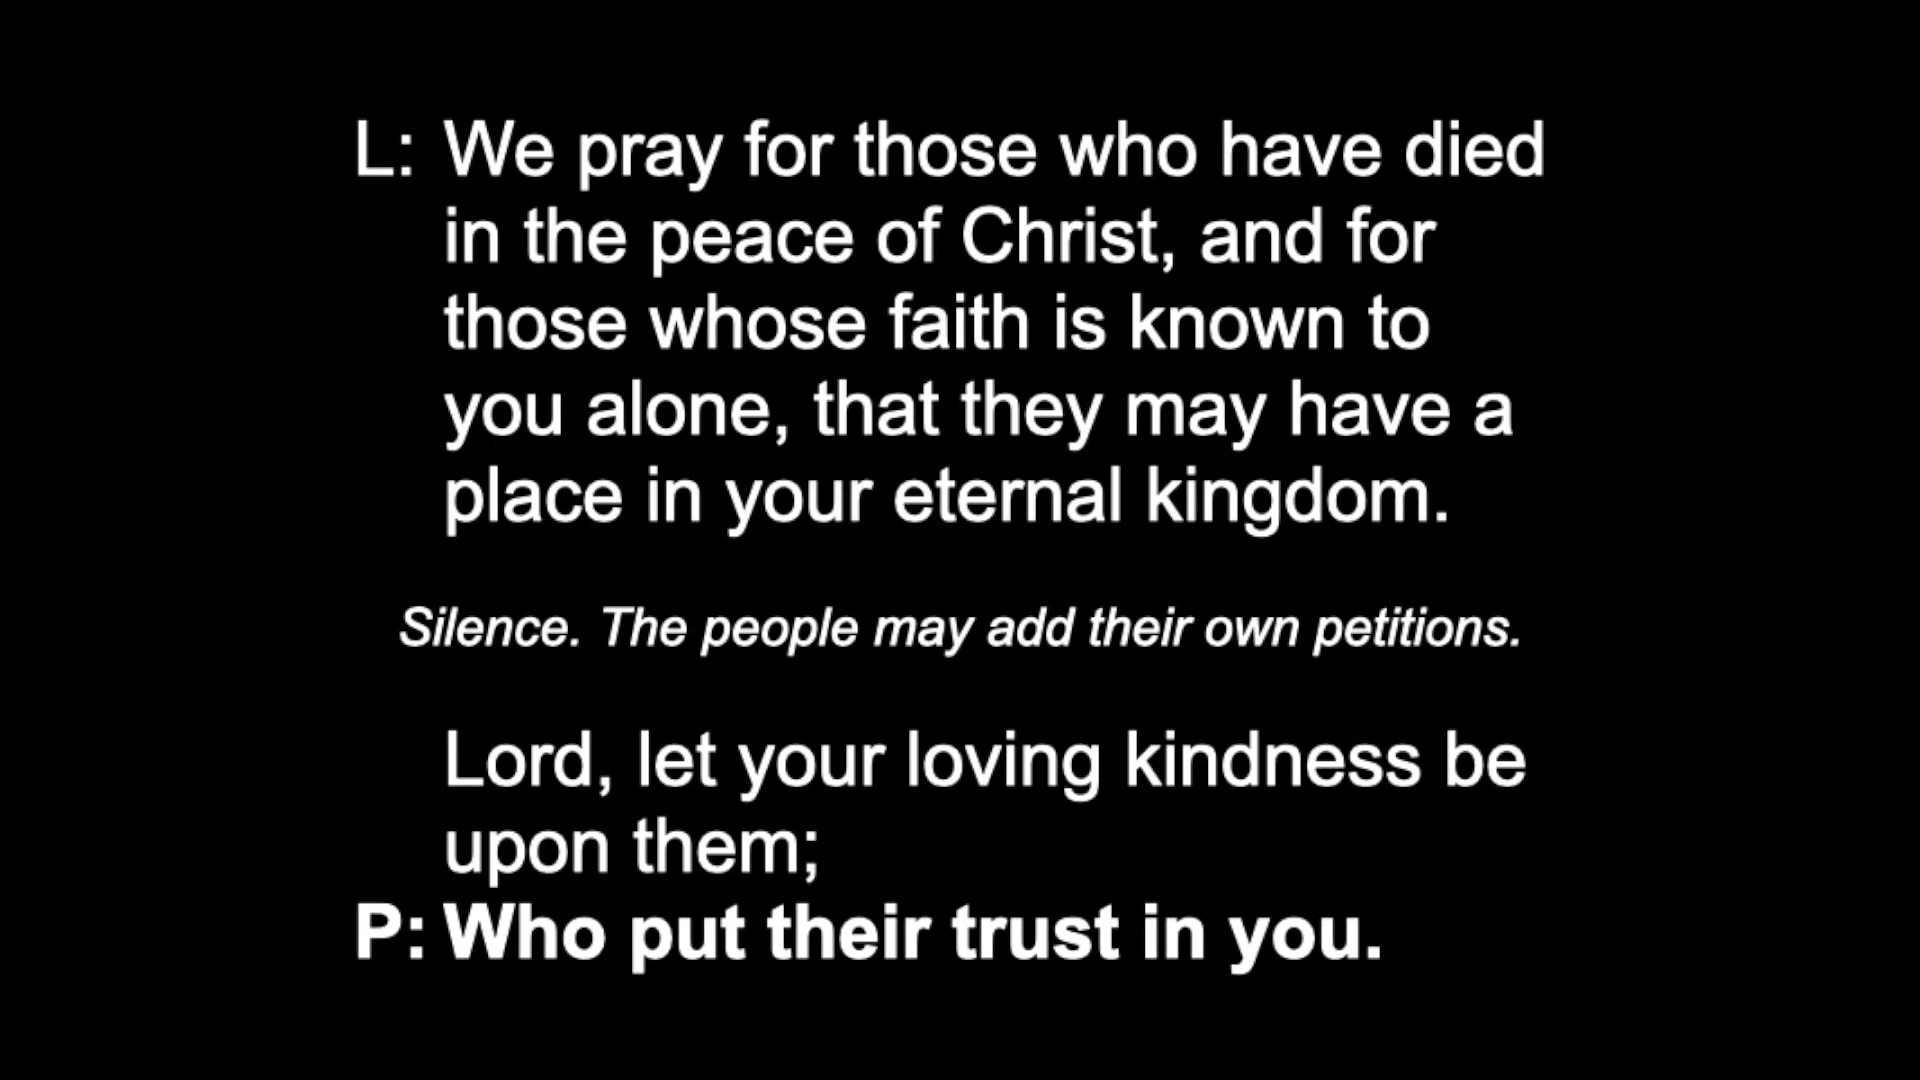 L: We pray for those who have died
in the peace of Christ, and for
those whose faith is known to
you alone, that they may have a
place in your eternal kingdom.
Silence. The people may add their own petitions.
Lord, let your loving kindness be
upon them;
P: Who put their trust in you.